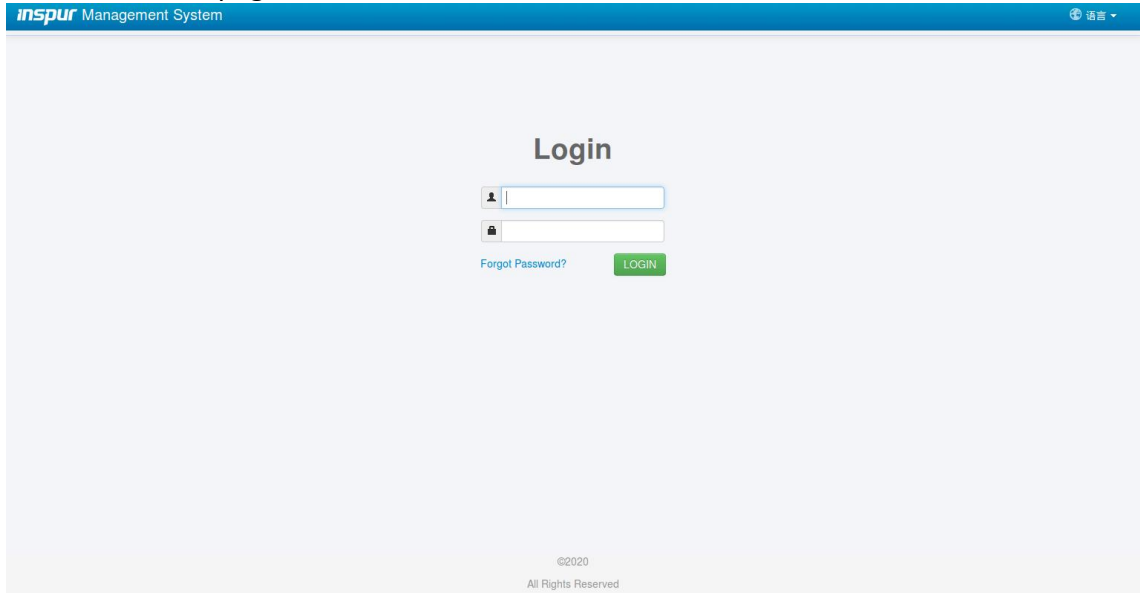 inspur Management System
语言
Login
Forgot Password?
LOGIN
©2020
All Rights Reserved